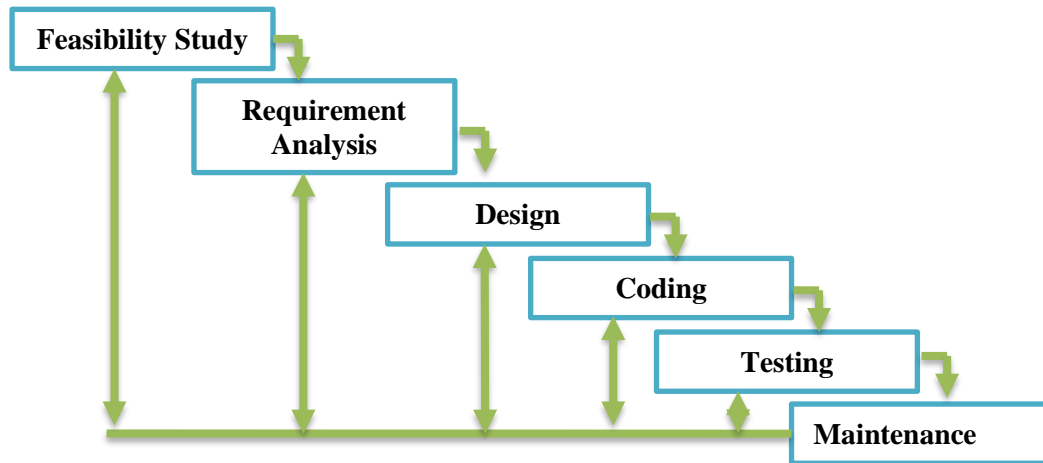 Feasibility Study
Requirement
Analysis
Design
Coding
Testing
Maintenance